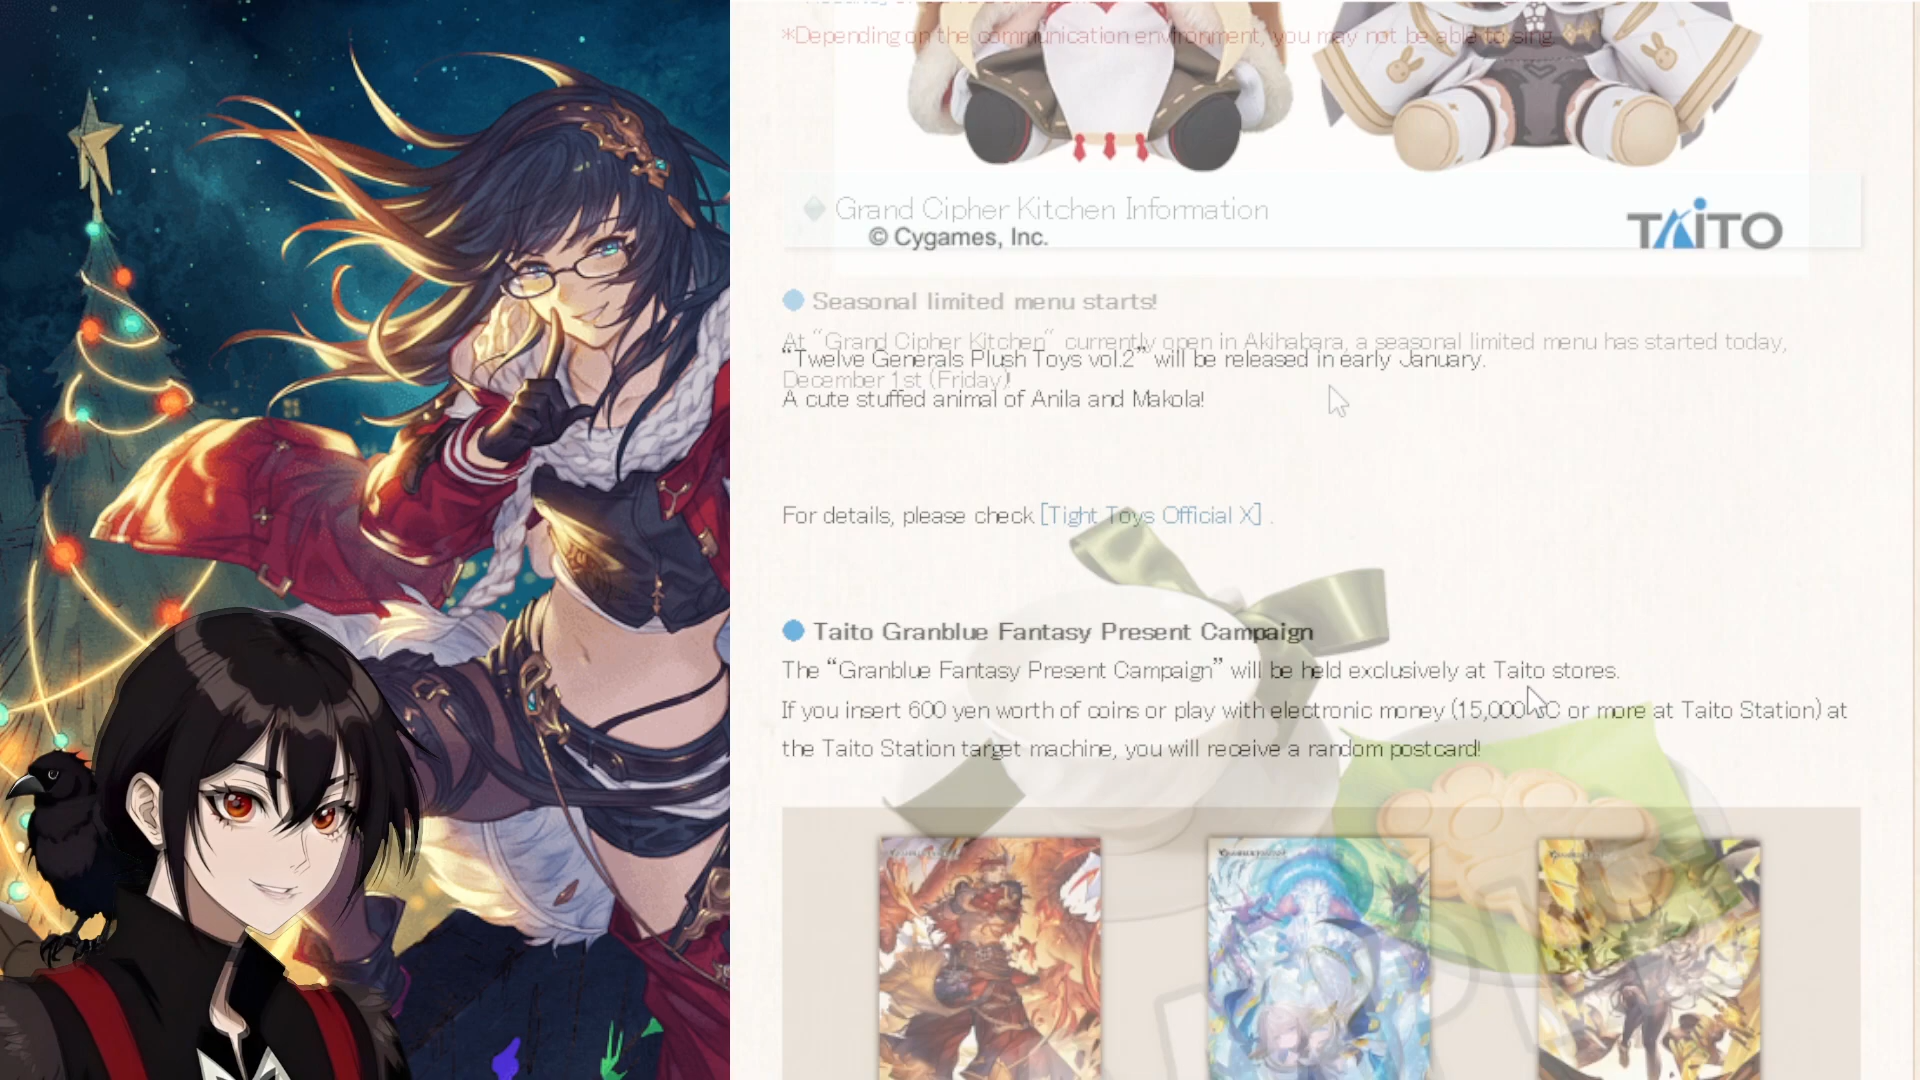 *Depending on the communication environment, you may not be able to sing.
Grand Cipher Kitchen Information
© Cygames, Inc.
TAITO
Seasonal limited menu starts!
At “Grand Cipher Kitchen” currently open in Akihabara, a seasonal limited menu has started today,
“Twelve Generals Plush Toys vol.2” will be released in early January.
December 1st (Friday)!
A cute stuffed animal of Anila and Makola!
For details, please check [Tight Toys Official X] .
Taito Granblue Fantasy Present Campaign
The “Granblue Fantasy Present Campaign” will be held exclusively at Taito stores.
If you insert 600 yen worth of coins or play with electronic money (15,000 C or more at Taito Station) at
the Taito Station target machine, you will receive a random postcard!